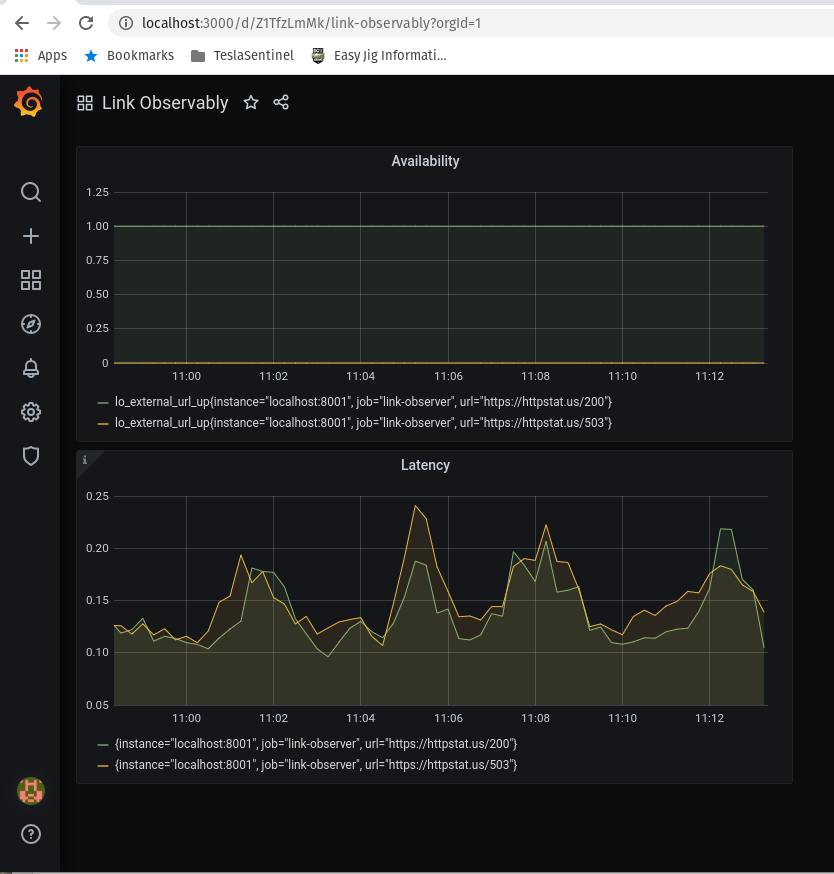 localhost:3000/d/Z1TfzLmMk/link-observably?orgId=1
Apps Bookmarks TeslaSentinel Easy Jig Informati...
Link Observably
Availability
1.25
1.00
0.75
0.50
0.25
0
11:00 11:02 11:04 11:06 11:08 11:10 11:12
lo_external_url_up{instance="localhost:8001", job="link-observer", url="https://httpstat.us/200"}
lo_external_url_up{instance="localhost:8001", job="link-observer", url="https://httpstat.us/503"}
i
Latency
0.25
0.20
0.15
0.10
0.05
11:00 11:02 11:04 11:06 11:08 11:10 11:12
{instance="localhost:8001", job="link-observer", url="https://httpstat.us/200"}
{instance="localhost:8001", job="link-observer", url="https://httpstat.us/503"}